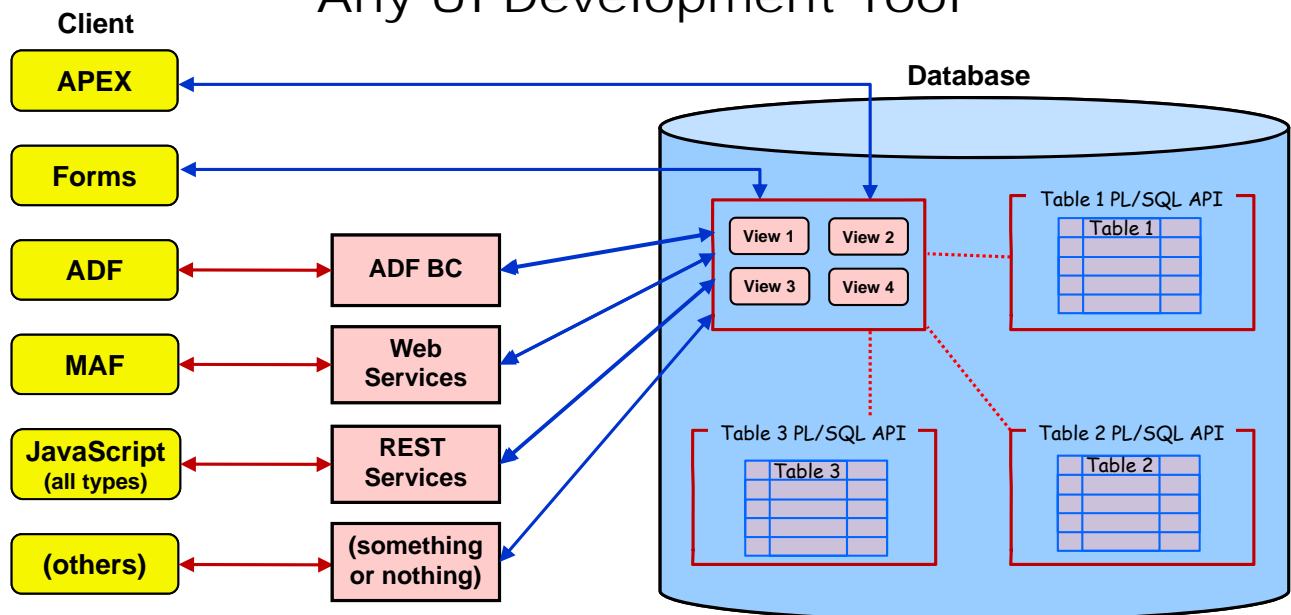 Any UI Development Tool
Client
APEX
Database
Forms
Table 1 PL/SQL API
Table 1
View 1
View 2
ADF
ADF BC
View 3
View 4
MAF
Web
Services
JavaScript
(all types)
REST
Services
Table 3 PL/SQL API
Table 3
Table 2 PL/SQL API
Table 2
(others)
(something
or nothing)